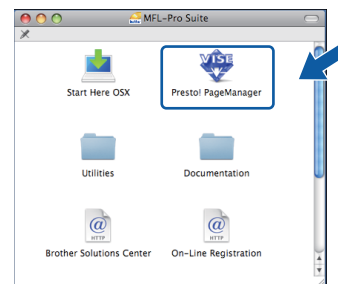 MFL-Pro Suite
VISE
Start Here OSX
Presto! PageManager
Utilities
Documentation
@
HTTP
@
HTTP
Brother Solutions Center
On-Line Registration